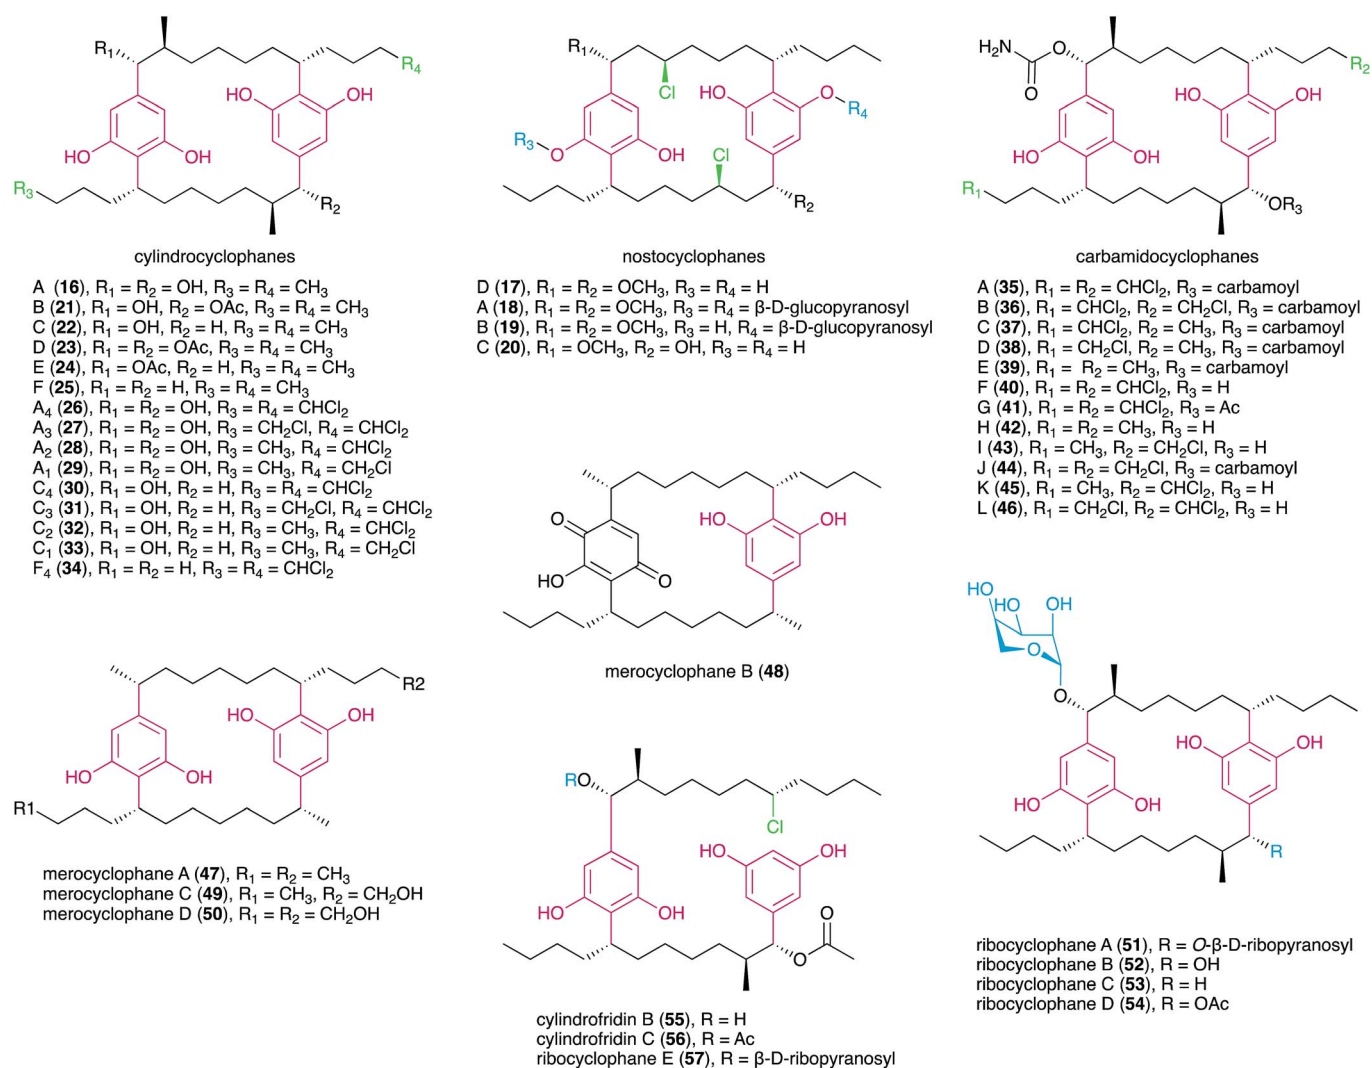 R₁
R₄
HO
OH
HO
OH
R₃
R₂
cylindrocyclophanes
A (16), R₁ = R₂ = OH, R₃ = R₄ = CH₃
B (21), R₁ = OH, R₂ = OAc, R₃ = R₄ = CH₃
C (22), R₁ = OH, R₂ = H, R₃ = R₄ = CH₃
D (23), R₁ = R₂ = OAc, R₃ = R₄ = CH₃
E (24), R₁ = OAc, R₂ = H, R₃ = R₄ = CH₃
F (25), R₁ = R₂ = H, R₃ = R₄ = CH₃
A₄ (26), R₁ = R₂ = OH, R₃ = R₄ = CHCl₂
A₃ (27), R₁ = R₂ = OH, R₃ = CH₂Cl, R₄ = CHCl₂
A₂ (28), R₁ = R₂ = OH, R₃ = CH₃, R₄ = CHCl₂
A₁ (29), R₁ = R₂ = OH, R₃ = CH₃, R₄ = CH₂Cl
C₄ (30), R₁ = OH, R₂ = H, R₃ = R₄ = CHCl₂
C₃ (31), R₁ = OH, R₂ = H, R₃ = CH₂Cl, R₄ = CHCl₂
C₂ (32), R₁ = OH, R₂ = H, R₃ = CH₃, R₄ = CHCl₂
C₁ (33), R₁ = OH, R₂ = H, R₃ = CH₃, R₄ = CH₂Cl
F₄ (34), R₁ = R₂ = H, R₃ = R₄ = CHCl₂
R₁
Cl
HO
O
R₄
R₃
O
OH
Cl
R₂
nostocyclophanes
D (17), R₁ = R₂ = OCH₃, R₃ = R₄ = H
A (18), R₁ = R₂ = OCH₃, R₃ = R₄ = β-D-glucopyranosyl
B (19), R₁ = R₂ = OCH₃, R₃ = H, R₄ = β-D-glucopyranosyl
C (20), R₁ = OCH₃, R₂ = OH, R₃ = R₄ = H
H₂N
O
O
R₂
HO
OH
HO
OH
R₁
OR₃
carbamidocyclophanes
A (35), R₁ = R₂ = CHCl₂, R₃ = carbamoyl
B (36), R₁ = CHCl₂, R₂ = CH₂Cl, R₃ = carbamoyl
C (37), R₁ = CHCl₂, R₂ = CH₃, R₃ = carbamoyl
D (38), R₁ = CH₂Cl, R₂ = CH₃, R₃ = carbamoyl
E (39), R₁ = R₂ = CH₃, R₃ = carbamoyl
F (40), R₁ = R₂ = CHCl₂, R₃ = H
G (41), R₁ = R₂ = CHCl₂, R₃ = Ac
H (42), R₁ = R₂ = CH₃, R₃ = H
I (43), R₁ = CH₃, R₂ = CH₂Cl, R₃ = H
J (44), R₁ = R₂ = CH₂Cl, R₃ = carbamoyl
K (45), R₁ = CH₃, R₂ = CHCl₂, R₃ = H
L (46), R₁ = CH₂Cl, R₂ = CHCl₂, R₃ = H
O
HO
O
HO
OH
merocyclophane B (48)
R2
HO
OH
HO
OH
R1
merocyclophane A (47), R₁ = R₂ = CH₃
merocyclophane C (49), R₁ = CH₃, R₂ = CH₂OH
merocyclophane D (50), R₁ = R₂ = CH₂OH
RO
Cl
HO
OH
HO
OH
O
O
cylindrofridin B (55), R = H
cylindrofridin C (56), R = Ac
ribocyclophane E (57), R = β-D-ribopyranosyl
HO
HO
OH
O
O
HO
OH
HO
OH
R
ribocyclophane A (51), R = O-β-D-ribopyranosyl
ribocyclophane B (52), R = OH
ribocyclophane C (53), R = H
ribocyclophane D (54), R = OAc